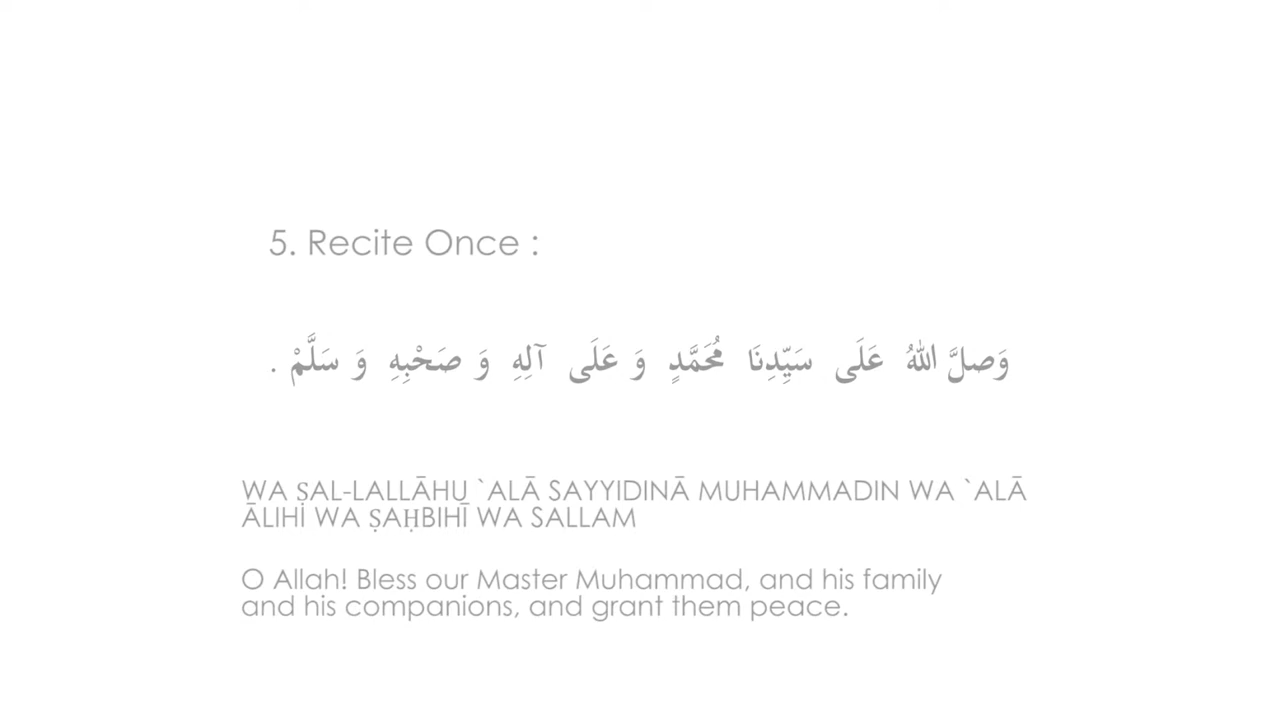 5. Recite Once :
وَصلَّ اللهُ عَلَى سَيِّدِنَا مُحَمَّدٍ وَ عَلَى آلِهِ وَ صَحْبِهِ وَ سَلَّمْ .
WA ṢAL-LALLĀHU `ALĀ SAYYIDINĀ MUHAMMADIN WA `ALĀ
ĀLIHİ WA ṢAḤBIHĪ WA SALLAM
O Allah! Bless our Master Muhammad, and his family
and his companions, and grant them peace.